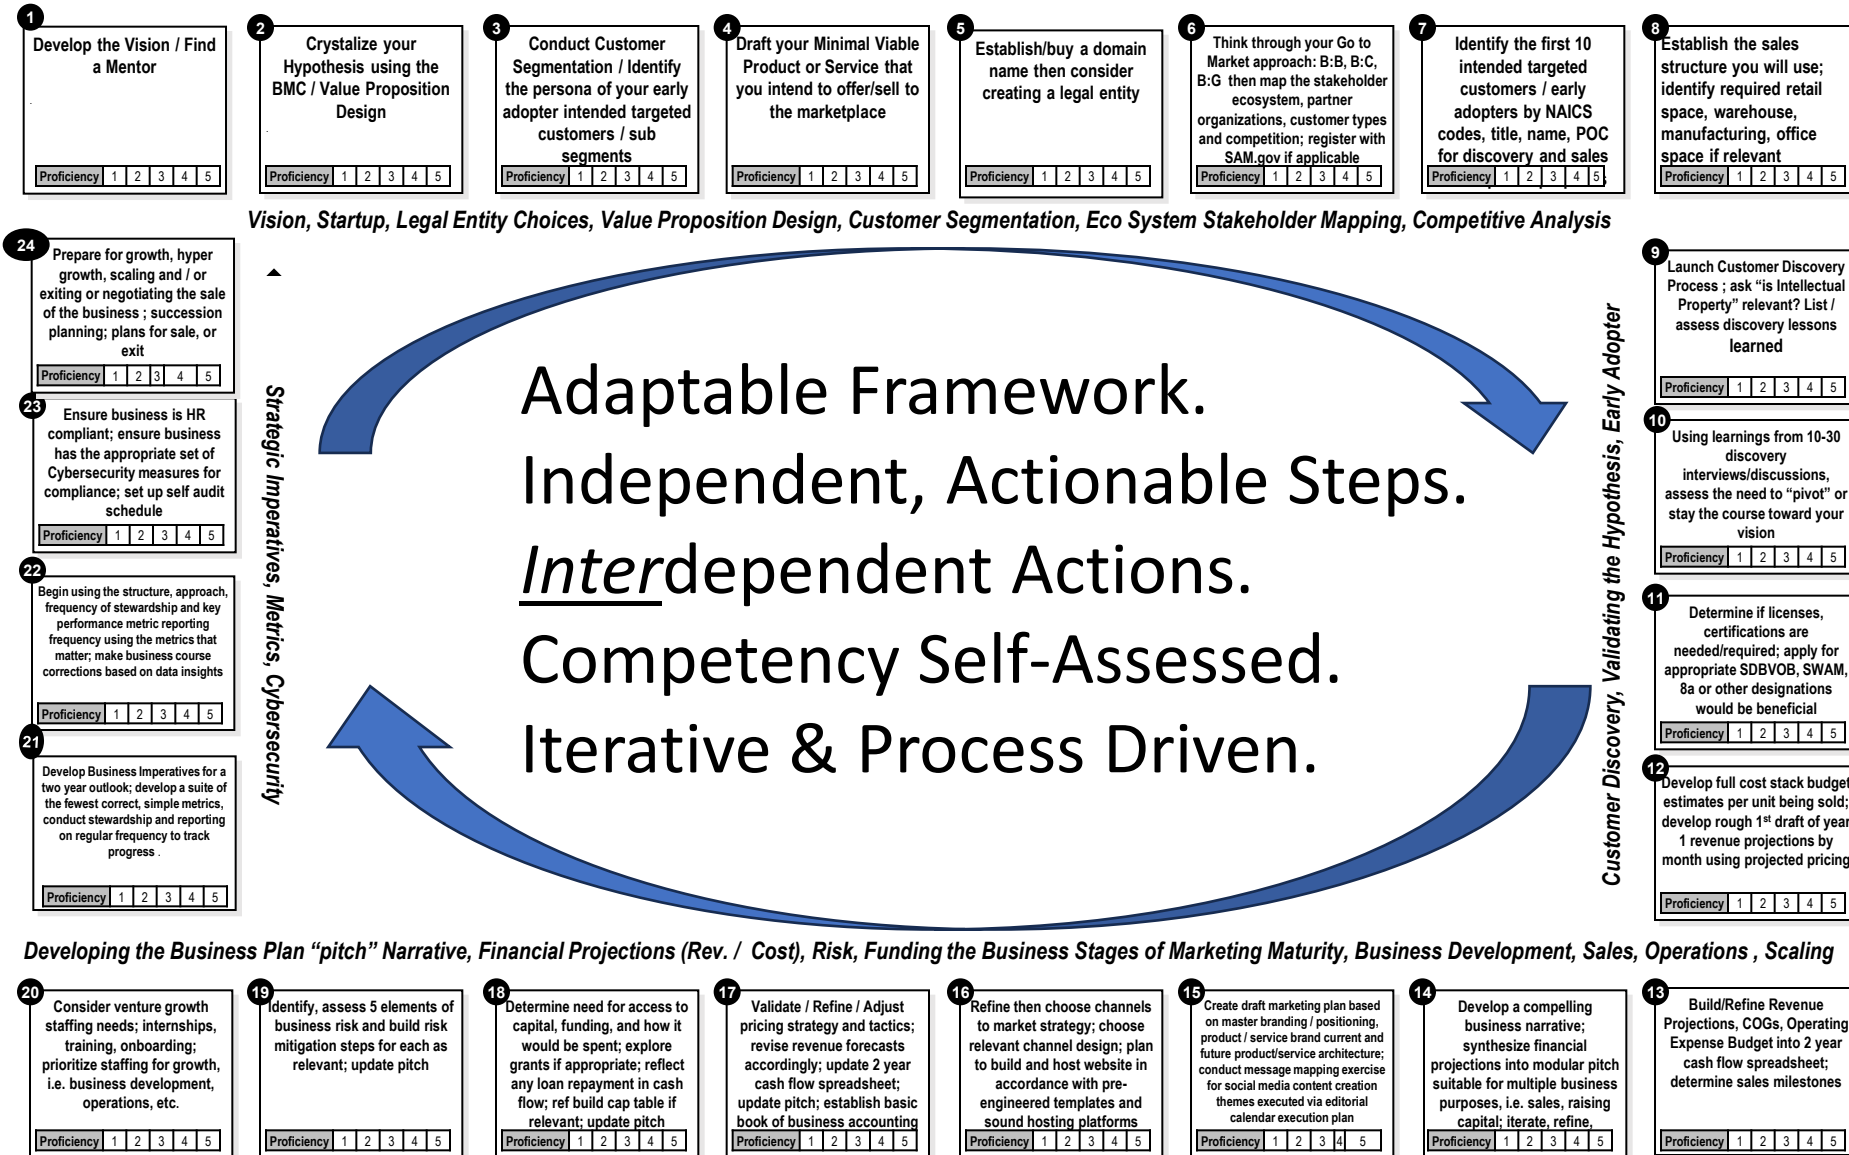 1
Develop the Vision / Find
a Mentor
Proficiency 1 2 3 4 5
2
Crystalize your
Hypothesis using the
BMC / Value Proposition
Design
Proficiency 1 2 3 4 5
3
Conduct Customer
Segmentation / Identify
the persona of your early
adopter intended targeted
customers / sub
segments
Proficiency 1 2 3 4 5
4
Draft your Minimal Viable
Product or Service that
you intend to offer/sell to
the marketplace
Proficiency 1 2 3 4 5
5
Establish/buy a domain
name then consider
creating a legal entity
Proficiency 1 2 3 4 5
6
Think through your Go to
Market approach: B:B, B:C,
B:G then map the stakeholder
ecosystem, partner
organizations, customer types
and competition; register with
SAM.gov if applicable
Proficiency 1 2 3 4 5
7
Identify the first 10
intended targeted
customers / early
adopters by NAICS
codes, title, name, POC
for discovery and sales
Proficiency 1 2 3 4 5
8
Establish the sales
structure you will use;
identify required retail
space, warehouse,
manufacturing, office
space if relevant
Proficiency 1 2 3 4 5
Vision, Startup, Legal Entity Choices, Value Proposition Design, Customer Segmentation, Eco System Stakeholder Mapping, Competitive Analysis
9
Launch Customer Discovery
Process ; ask “is Intellectual
Property” relevant? List /
assess discovery lessons
learned
Proficiency 1 2 3 4 5
10
Using learnings from 10-30
discovery
interviews/discussions,
assess the need to “pivot” or
stay the course toward your
vision
Proficiency 1 2 3 4 5
11
Determine if licenses,
certifications are
needed/required; apply for
appropriate SDBVOB, SWAM,
8a or other designations
would be beneficial
Proficiency 1 2 3 4 5
12
Develop full cost stack budget
estimates per unit being sold;
develop rough 1st draft of year
1 revenue projections by
month using projected pricing
Proficiency 1 2 3 4 5
Customer Discovery, Validating the Hypothesis, Early Adopter
Adaptable Framework.
Independent, Actionable Steps.
Interdependent Actions.
Competency Self-Assessed.
Iterative & Process Driven.
Strategic Imperatives, Metrics, Cybersecurity
24
Prepare for growth, hyper
growth, scaling and / or
exiting or negotiating the sale
of the business ; succession
planning; plans for sale, or
exit
Proficiency 1 2 3 4 5
23
Ensure business is HR
compliant; ensure business
has the appropriate set of
Cybersecurity measures for
compliance; set up self audit
schedule
Proficiency 1 2 3 4 5
22
Begin using the structure, approach,
frequency of stewardship and key
performance metric reporting
frequency using the metrics that
matter; make business course
corrections based on data insights
Proficiency 1 2 3 4 5
21
Develop Business Imperatives for a
two year outlook; develop a suite of
the fewest correct, simple metrics,
conduct stewardship and reporting
on regular frequency to track
progress .
Proficiency 1 2 3 4 5
Developing the Business Plan “pitch” Narrative, Financial Projections (Rev. / Cost), Risk, Funding the Business Stages of Marketing Maturity, Business Development, Sales, Operations , Scaling
20
Consider venture growth
staffing needs; internships,
training, onboarding;
prioritize staffing for growth,
i.e. business development,
operations, etc.
Proficiency 1 2 3 4 5
19
Identify, assess 5 elements of
business risk and build risk
mitigation steps for each as
relevant; update pitch
Proficiency 1 2 3 4 5
18
Determine need for access to
capital, funding, and how it
would be spent; explore
grants if appropriate; reflect
any loan repayment in cash
flow; ref build cap table if
relevant; update pitch
Proficiency 1 2 3 4 5
17
Validate / Refine / Adjust
pricing strategy and tactics;
revise revenue forecasts
accordingly; update 2 year
cash flow spreadsheet;
update pitch; establish basic
book of business accounting
Proficiency 1 2 3 4 5
16
Refine then choose channels
to market strategy; choose
relevant channel design; plan
to build and host website in
accordance with pre-
engineered templates and
sound hosting platforms
Proficiency 1 2 3 4 5
15
Create draft marketing plan based
on master branding / positioning,
product / service brand current and
future product/service architecture;
conduct message mapping exercise
for social media content creation
themes executed via editorial
calendar execution plan
Proficiency 1 2 3 4 5
14
Develop a compelling
business narrative;
synthesize financial
projections into modular pitch
suitable for multiple business
purposes, i.e. sales, raising
capital; iterate, refine,
Proficiency 1 2 3 4 5
13
Build/Refine Revenue
Projections, COGs, Operating
Expense Budget into 2 year
cash flow spreadsheet;
determine sales milestones
Proficiency 1 2 3 4 5